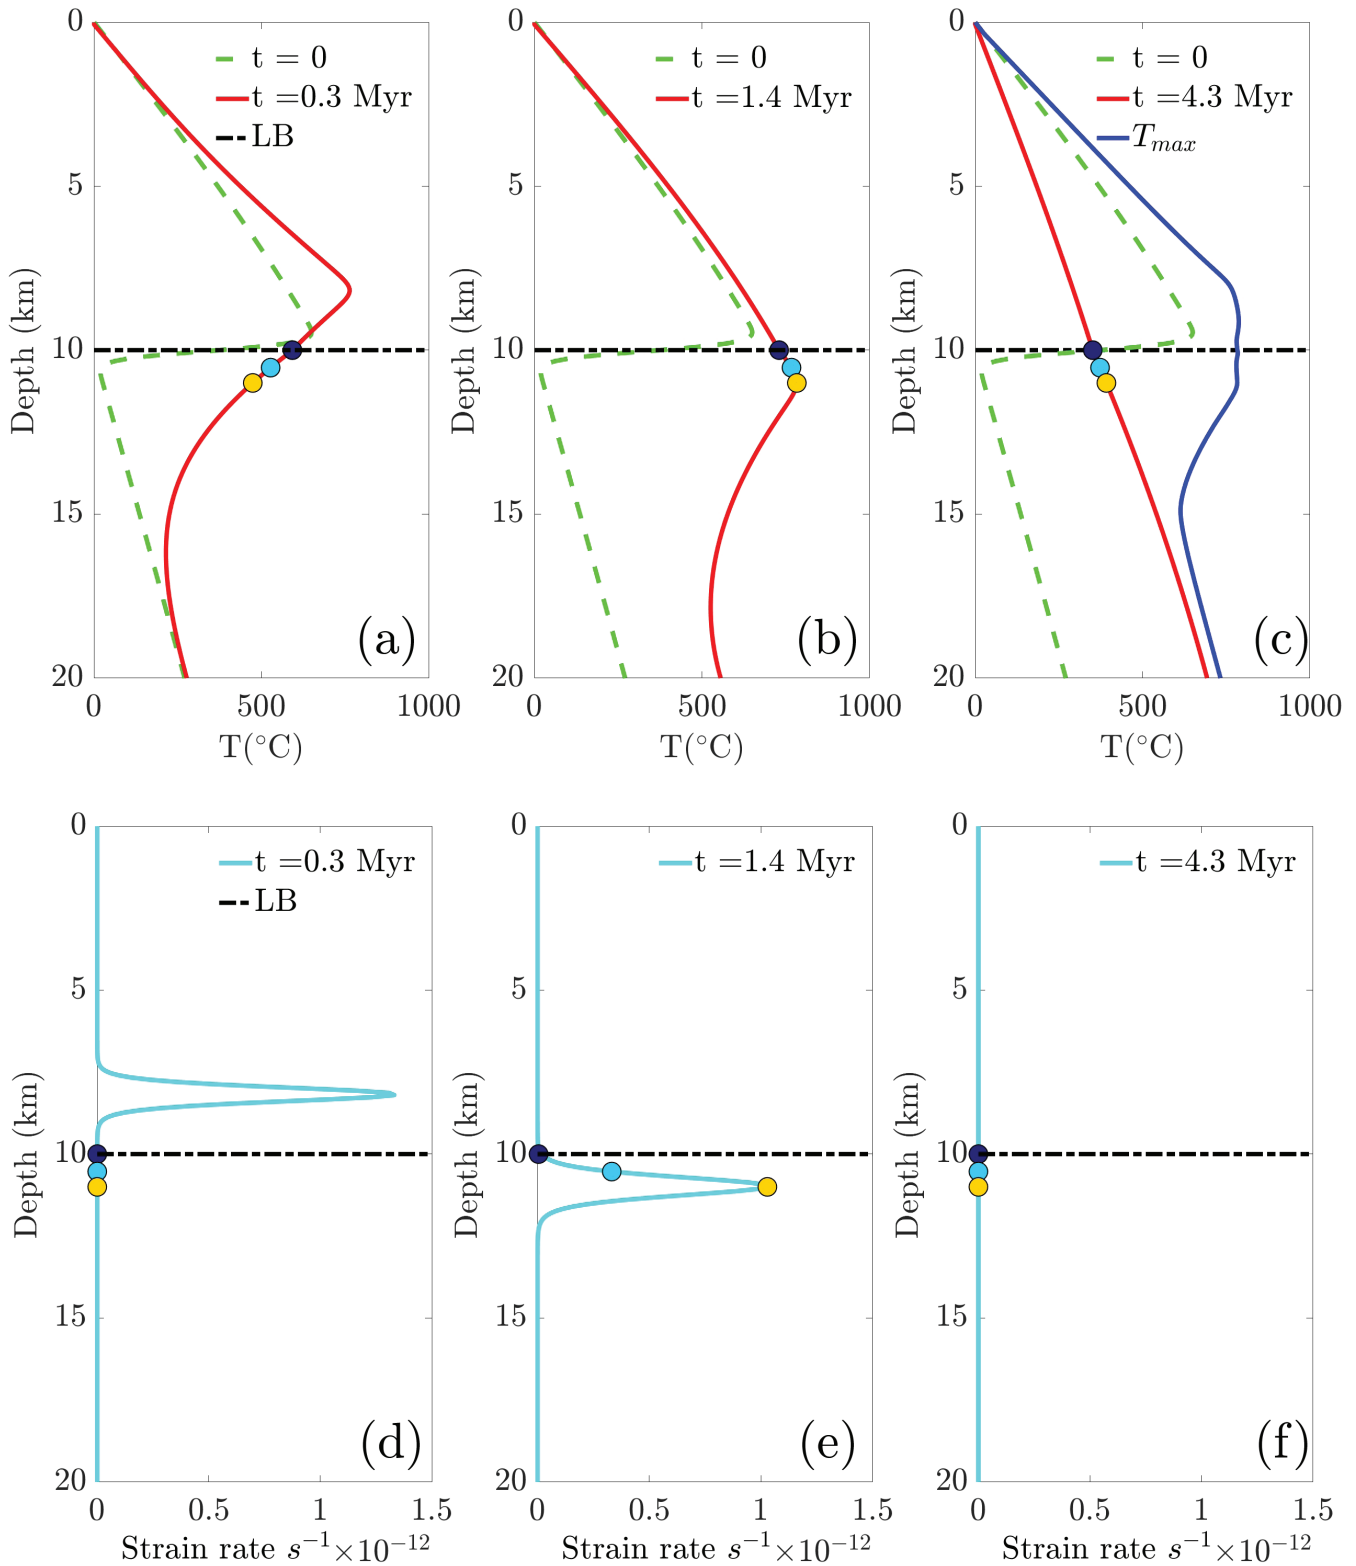 0
5
10
15
20
Depth (km)
t = 0
t =0.3 Myr
LB
(a)
0
500
1000
T(°C)
0
5
10
15
20
Depth (km)
t = 0
t =1.4 Myr
(b)
0
500
1000
T(°C)
0
5
10
15
20
Depth (km)
t = 0
t =4.3 Myr
T_{max}
(c)
0
500
1000
T(°C)
0
5
10
15
20
Depth (km)
t =0.3 Myr
LB
(d)
0
0.5
1
1.5
Strain rate s⁻¹×10⁻¹²
0
5
10
15
20
Depth (km)
t =1.4 Myr
(e)
0
0.5
1
1.5
Strain rate s⁻¹×10⁻¹²
0
5
10
15
20
Depth (km)
t =4.3 Myr
(f)
0
0.5
1
1.5
Strain rate s⁻¹×10⁻¹²